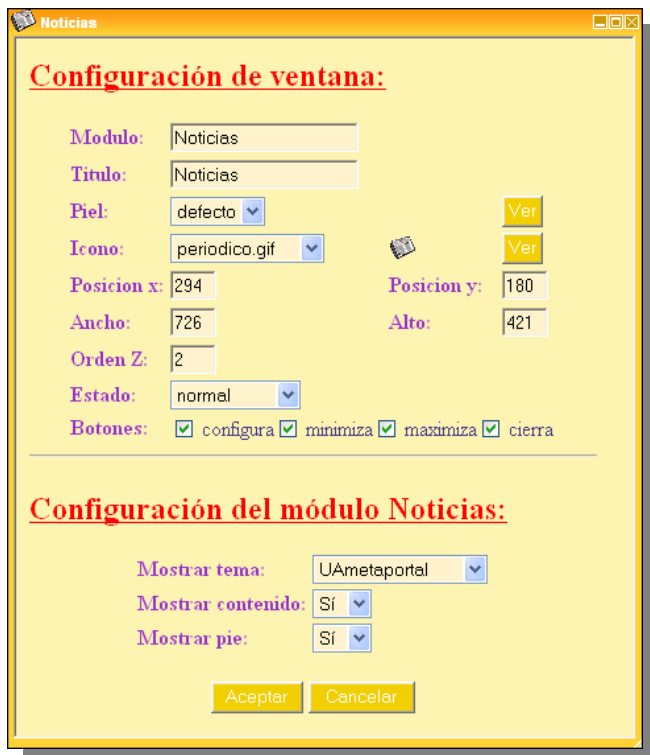 Noticias
Configuración de ventana:
Modulo: Noticias
Titulo: Noticias
Piel: defecto Ver
Icono: periodico.gif Ver
Posicion x: 294 Posicion y: 180
Ancho: 726 Alto: 421
Orden Z: 2
Estado: normal
Botones: configura minimiza maximiza cierra
Configuración del módulo Noticias:
Mostrar tema: UAmetaportal
Mostrar contenido: Sí
Mostrar pie: Sí
Aceptar Cancelar